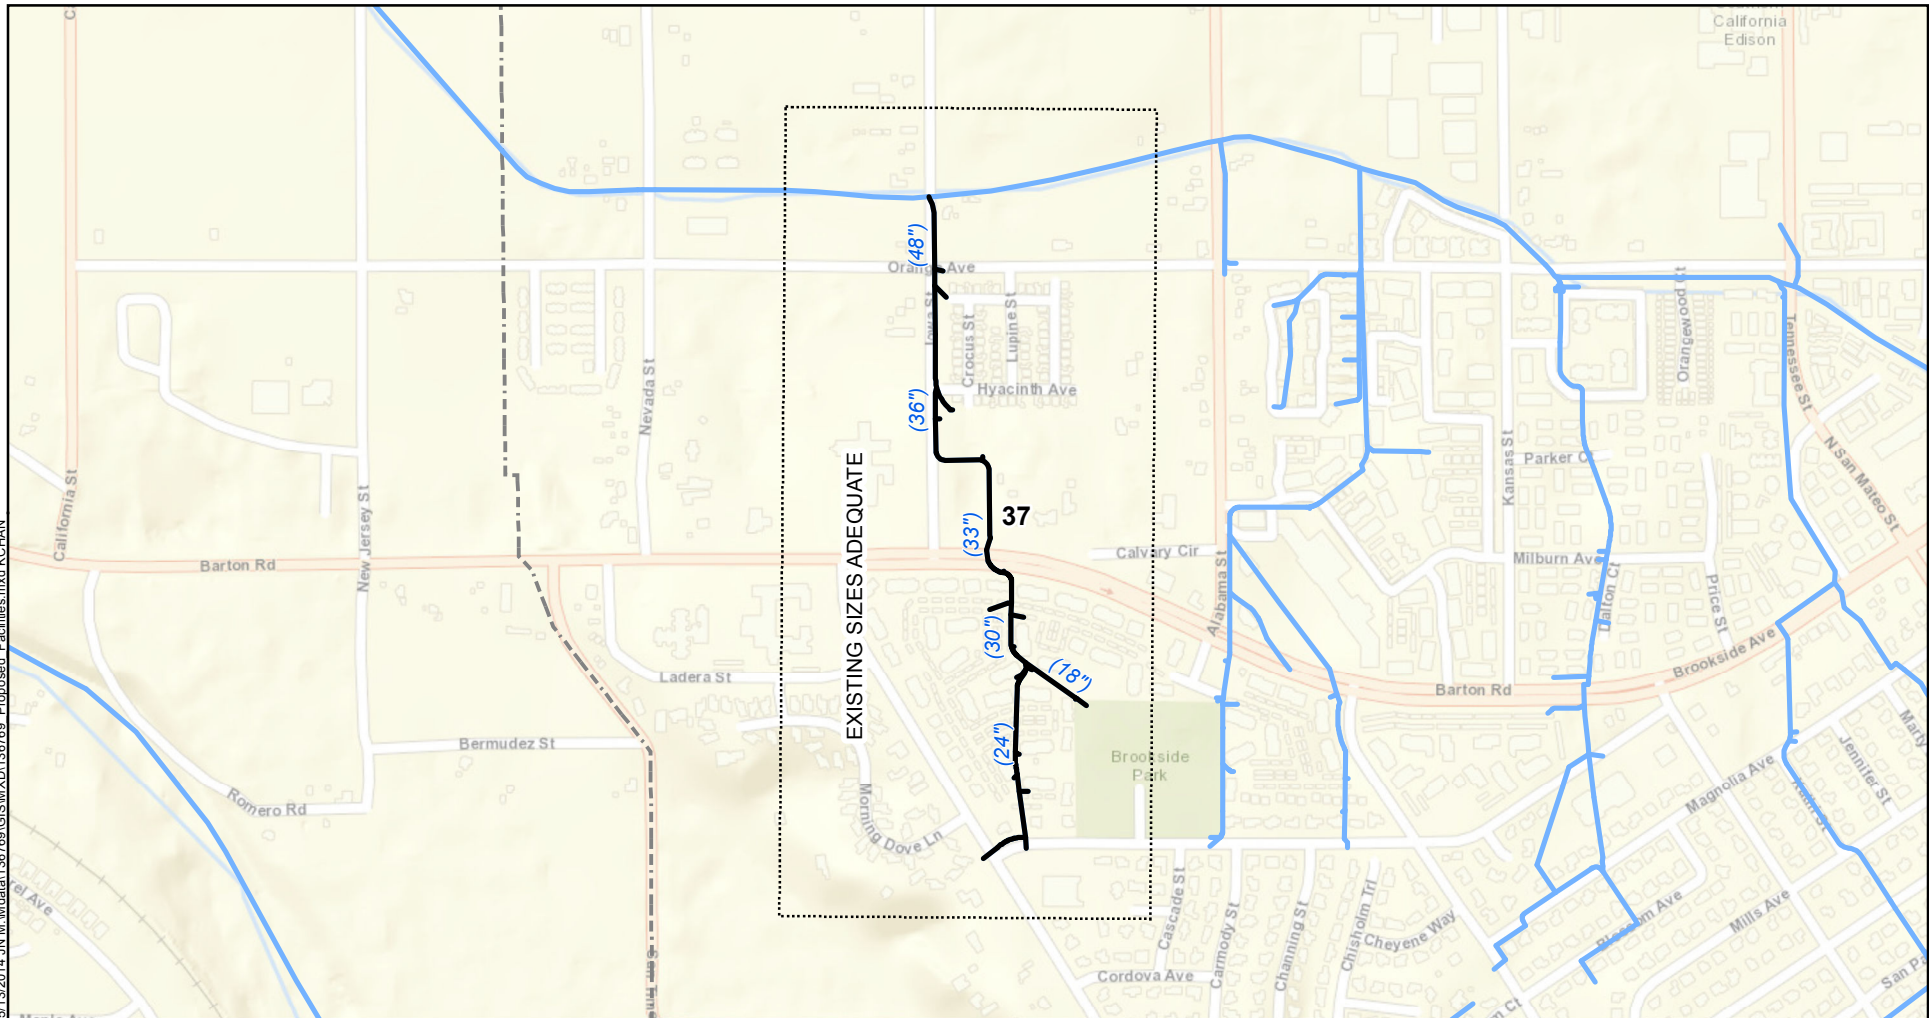 California
Edison
(48")
Orange Ave
Iowa St
Crocus St
Lupine St
Hyacinth Ave
(36")
Nevada St
California St
New Jersey St
Orangewood Ct
Tennessee St
N San Mateo St
Kansas St
Parker Ct
EXISTING SIZES ADEQUATE
37
(33")
Calvary Cir
Milburn Ave
Barton Rd
Alabama St
Dalton Ct
Price St
(30")
(18")
Brookside Ave
Ladera St
Barton Rd
(24")
Bermudez St
Brookside
Park
Romero Rd
Morning Dove Ln
Magnolia Ave
Jennifer St
Marty
Cascade St
Carmody St
Channing St
Chisholm Trl
Cheyene Way
Blossom Ave
Mills Ave
Cordova Ave
San Pa